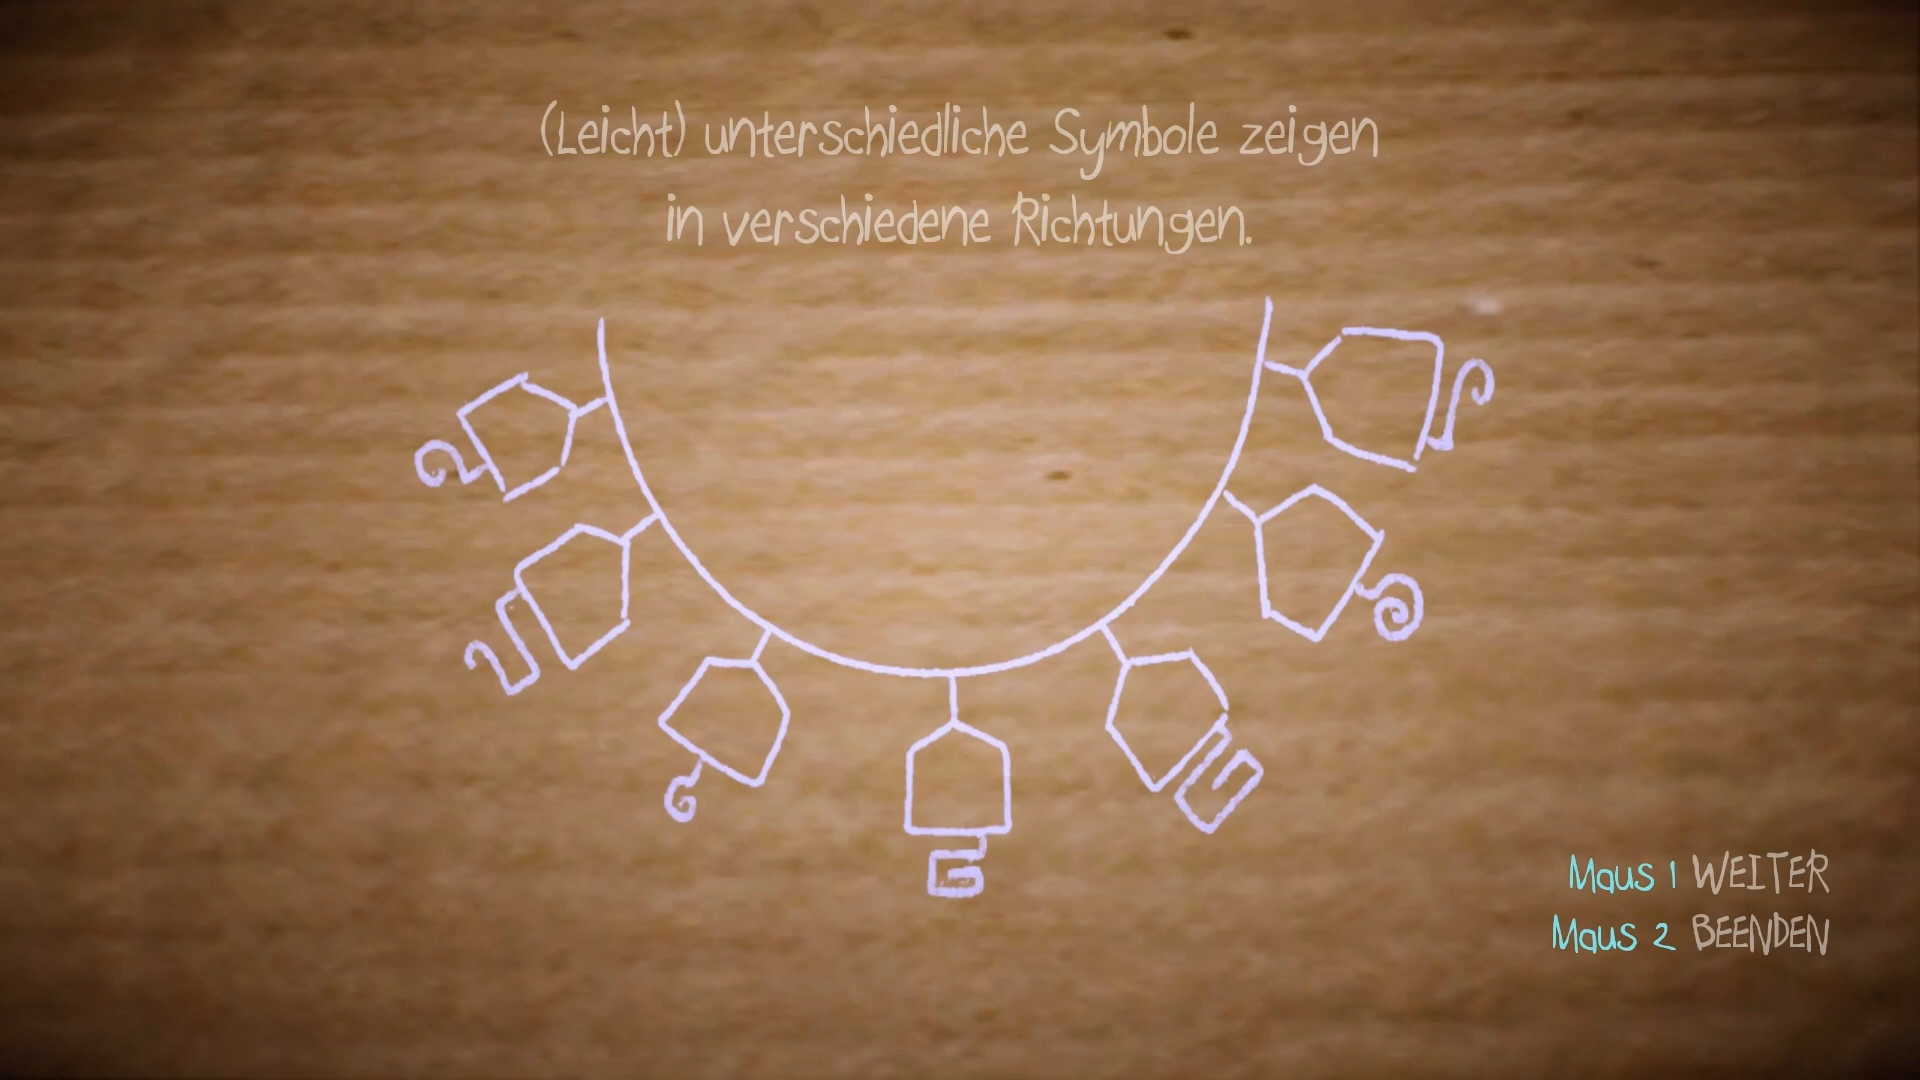 (Leicht) unterschiedliche Symbole zeigen
in verschiedene Richtungen.
Maus 1 WEITER
Maus 2 BEENDEN